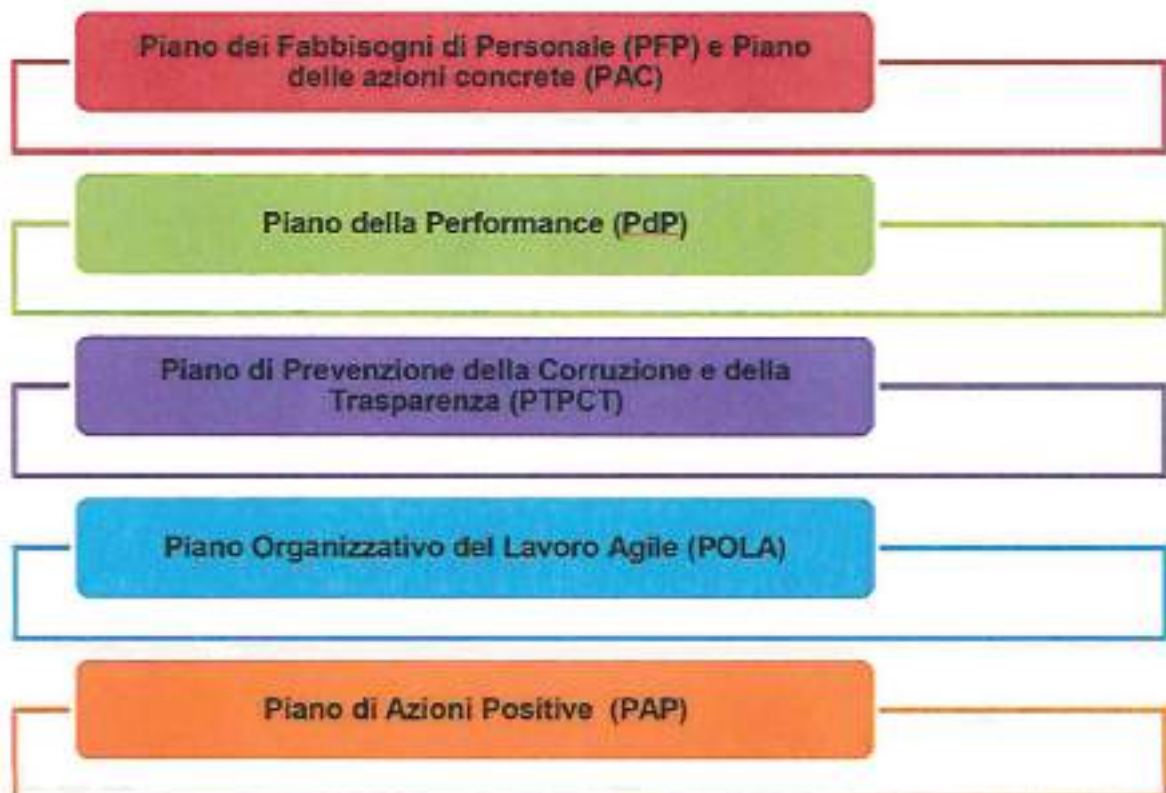 Piano dei Fabbisogni di Personale (PFP) e Piano
delle azioni concrete (PAC)
Piano della Performance (PdP)
Piano di Prevenzione della Corruzione e della
Trasparenza (PTPCT)
Piano Organizzativo del Lavoro Agile (POLA)
Piano di Azioni Positive (PAP)